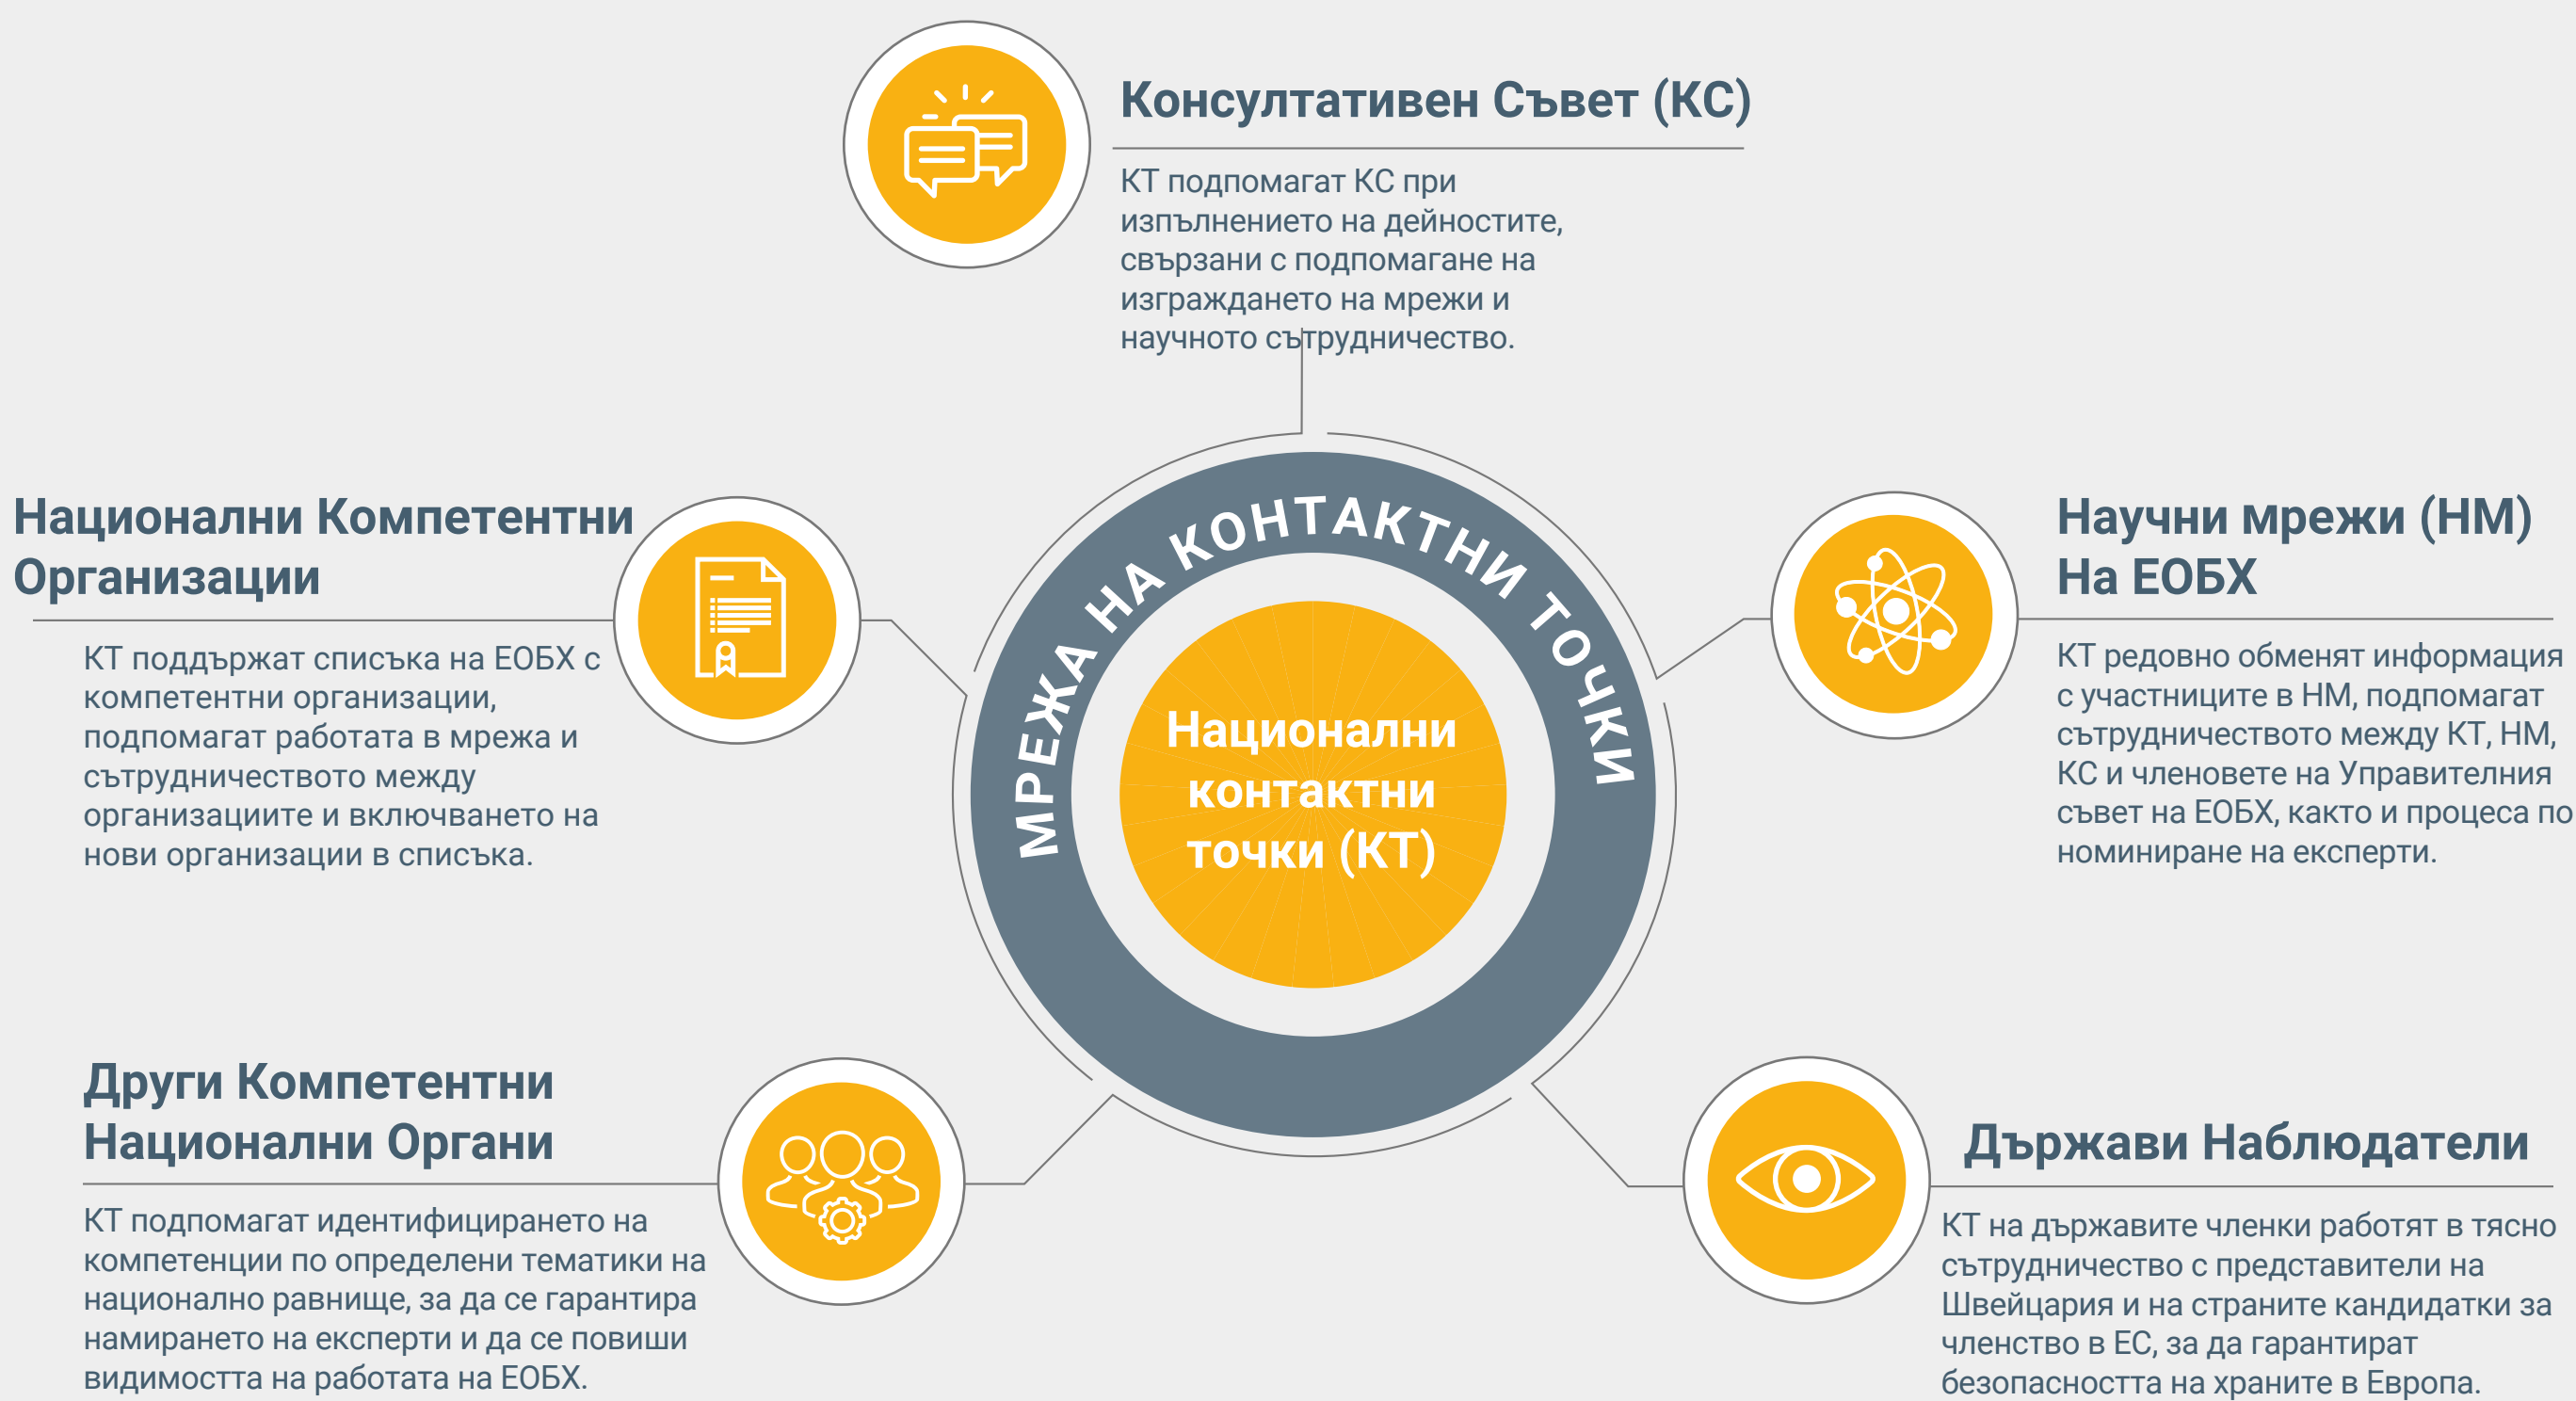 Консултативен Съвет (КС)
КТ подпомагат КС при
изпълнението на дейностите,
свързани с подпомагане на
изграждането на мрежи и
научното сътрудничество.
Национални Компетентни
Организации
КТ поддържат списъка на ЕОБХ с
компетентни организации,
подпомагат работата в мрежа и
сътрудничеството между
организациите и включването на
нови организации в списъка.
МРЕЖА НА КОНТАКТНИ ТОЧКИ
Национални
контактни
точки (КТ)
Научни мрежи (НМ)
На ЕОБХ
КТ редовно обменят информация
с участниците в НМ, подпомагат
сътрудничеството между КТ, НМ,
КС и членовете на Управителния
съвет на ЕОБХ, както и процеса по
номиниране на експерти.
Други Компетентни
Национални Органи
КТ подпомагат идентифицирането на
компетенции по определени тематики на
национално равнище, за да се гарантира
намирането на експерти и да се повиши
видимостта на работата на ЕОБХ.
Държави Наблюдатели
КТ на държавите членки работят в тясно
сътрудничество с представители на
Швейцария и на страните кандидатки за
членство в ЕС, за да гарантират
безопасността на храните в Европа.